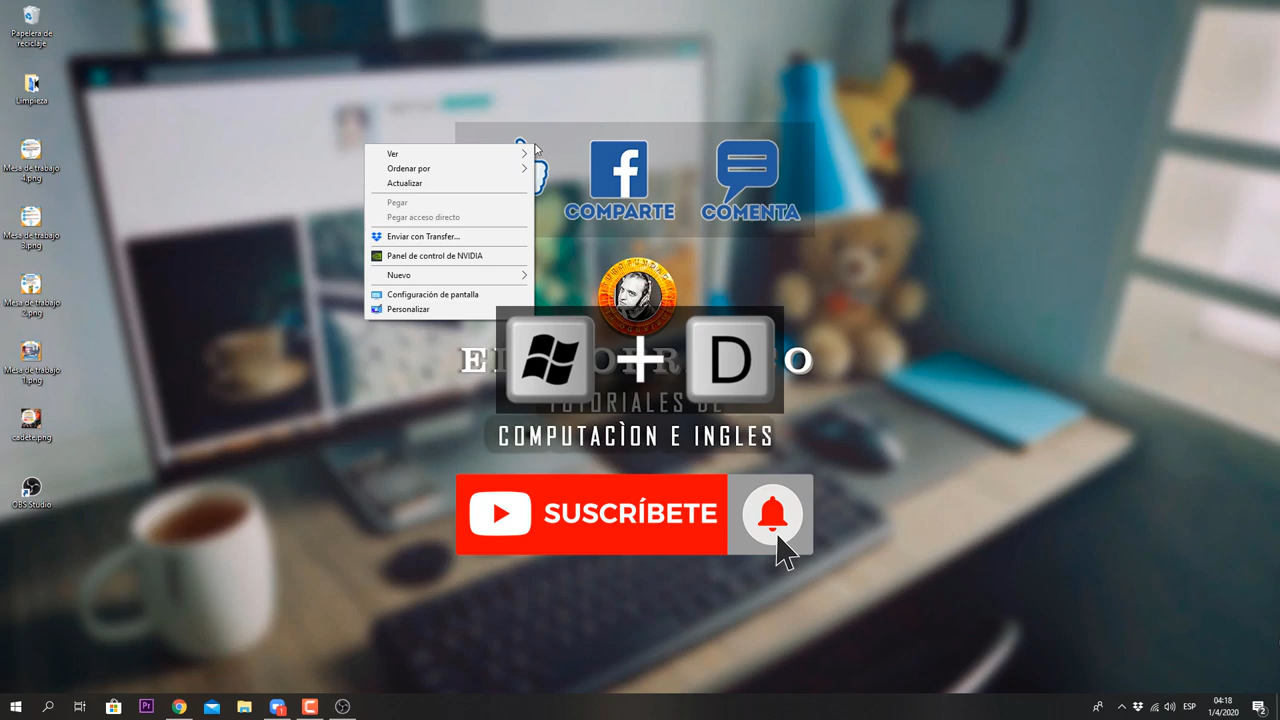 Papelera de
reciclaje
Limpieza
Mesa de trabajo
4.png
Mesa de trabajo
3.png
Mesa de trabajo
2.png
Mesa de trabajo
1.png
cadete.png
OBS Studio
Ver
Ordenar por
Actualizar
Pegar
Pegar acceso directo
Enviar con Transfer...
Panel de control de NVIDIA
Nuevo
Configuración de pantalla
Personalizar
COMPARTE
COMENTA
D
TUTORIALES DE
COMPUTACÌON E INGLES
SUSCRÍBETE
Pr
ESP
04:18
1/4/2020
2